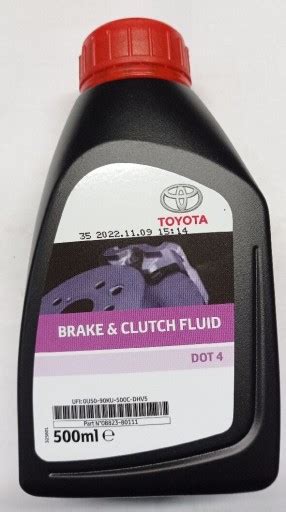 TOYOTA
35 2022.11.09 15:14
BRAKE & CLUTCH FLUID
DOT 4
UFI: 0U50-90KU-S00C-DHV5
Part N°08823-80111
500ml e